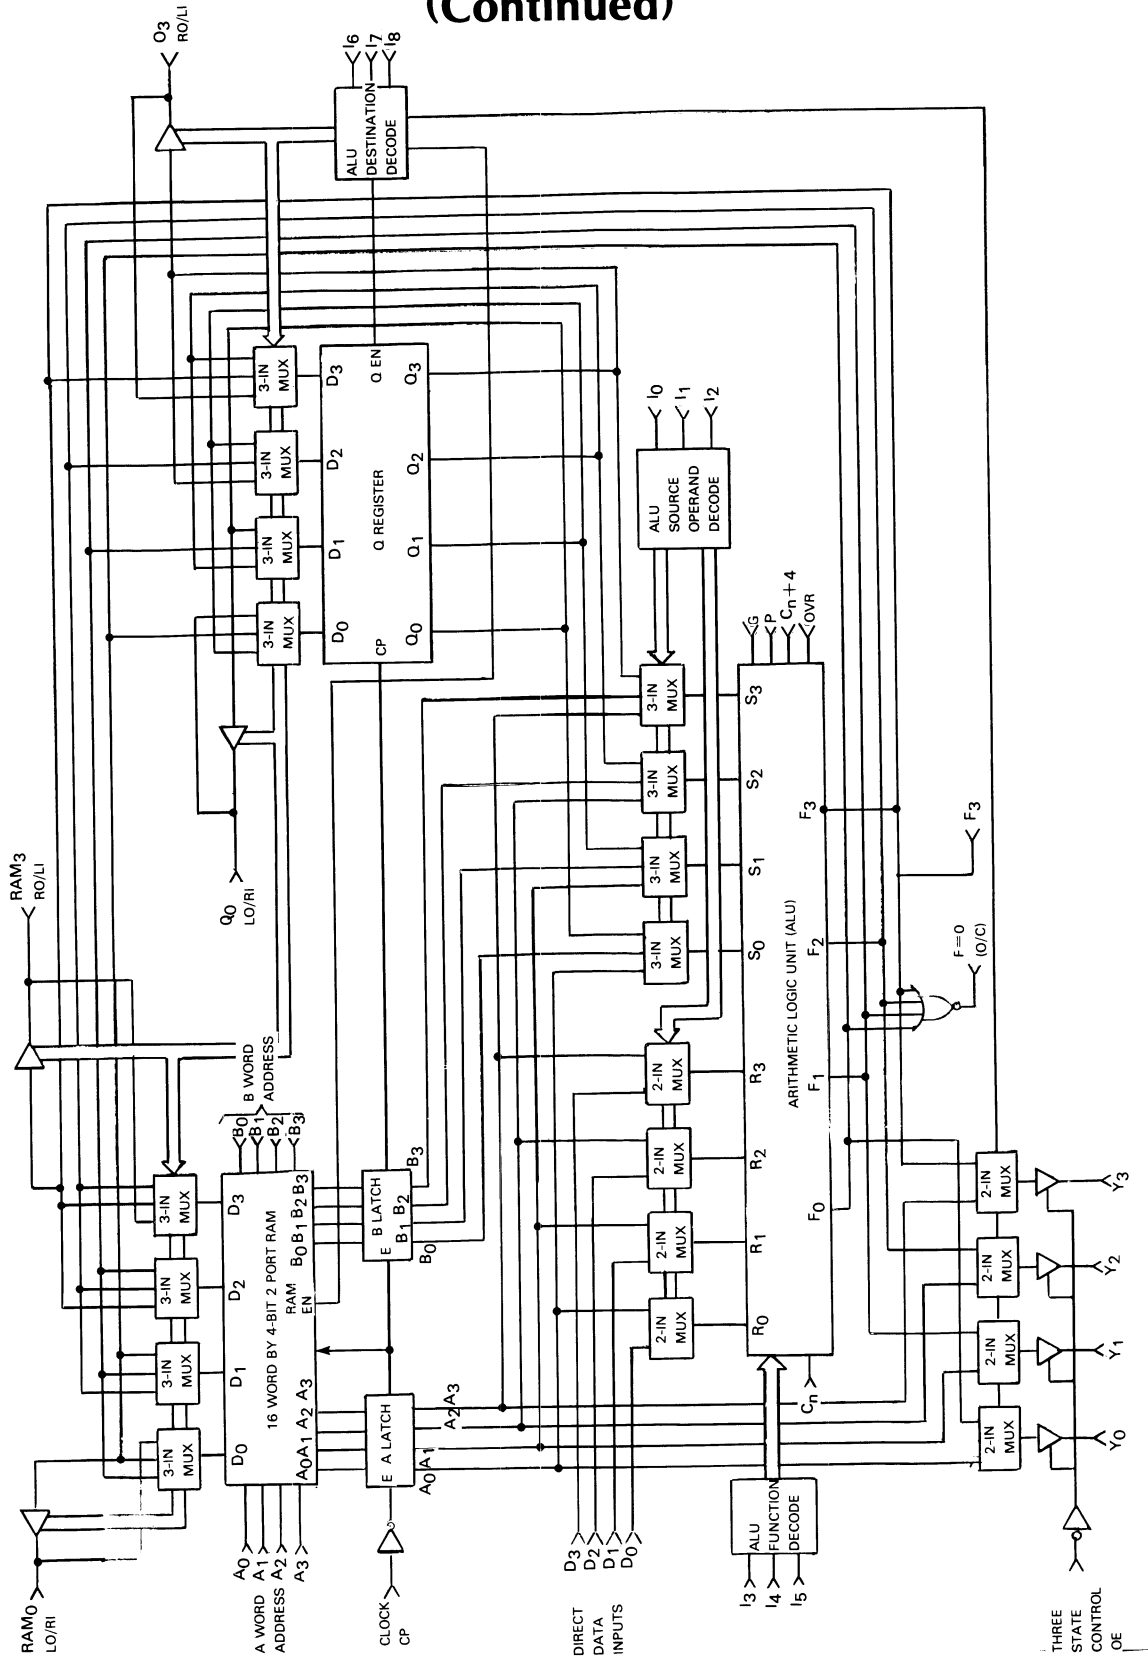 (Continued)
RAM0
LO/RI
RAM3
RO/LI
O3
RO/LI
Q0
LO/RI
3-IN
MUX
3-IN
MUX
3-IN
MUX
3-IN
MUX
D0
D1
D2
D3
16 WORD BY 4-BIT 2 PORT RAM
RAM
EN
A0
A1
A2
A3
B0
B1
B2
B3
A WORD
ADDRESS
A0
A1
A2
A3
B WORD
ADDRESS
B0
B1
B2
B3
3-IN
MUX
3-IN
MUX
3-IN
MUX
3-IN
MUX
D0
D1
D2
D3
CP
Q REGISTER
Q EN
Q0
Q1
Q2
Q3
ALU
DESTINATION
DECODE
I6
I7
I8
CLOCK
CP
E
A LATCH
A0
A1
A2
A3
E
B LATCH
B0
B1
B2
B3
DIRECT
DATA
INPUTS
D3
D2
D1
D0
2-IN
MUX
2-IN
MUX
2-IN
MUX
2-IN
MUX
3-IN
MUX
3-IN
MUX
3-IN
MUX
3-IN
MUX
ALU
SOURCE
OPERAND
DECODE
I0
I1
I2
R0
R1
R2
R3
S0
S1
S2
S3
ARITHMETIC LOGIC UNIT (ALU)
G
P
Cn+4
OVR
F0
F1
F2
F3
Cn
ALU
FUNCTION
DECODE
I3
I4
I5
F=0
(O/C)
F3
2-IN
MUX
2-IN
MUX
2-IN
MUX
2-IN
MUX
Y0
Y1
Y2
Y3
THREE
STATE
CONTROL
OE